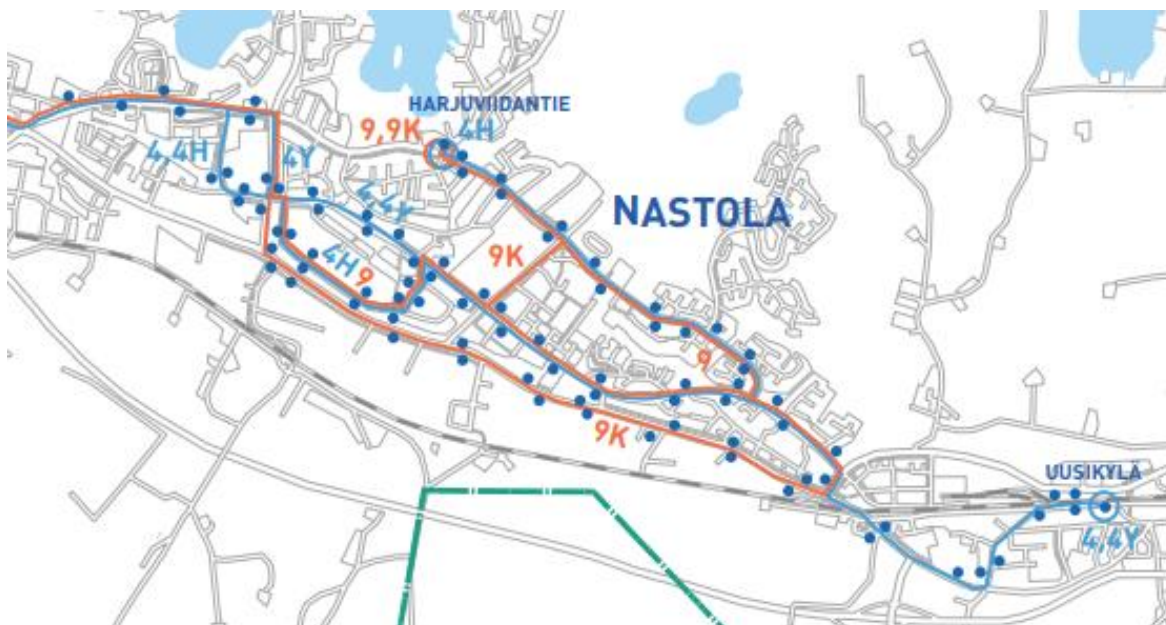 HARJUVIIDANTIE
9,9K
4H
4,4H
4Y
4,4Y
NASTOLA
9K
4H
9
9
9K
UUSIKYLÄ
4,4Y